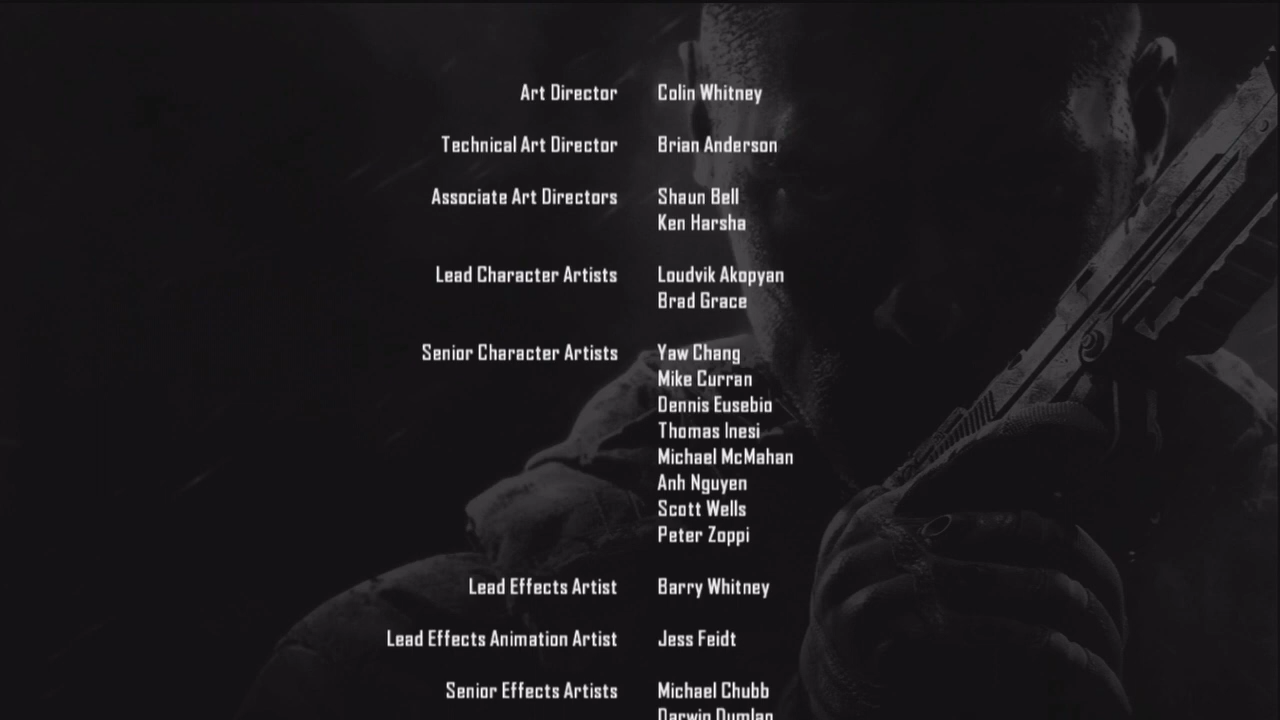 Art Director Colin Whitney
Technical Art Director Brian Anderson
Associate Art Directors Shaun Bell
Ken Harsha
Lead Character Artists Loudvik Akopyan
Brad Grace
Senior Character Artists Yaw Chang
Mike Curran
Dennis Eusebio
Thomas Inesi
Michael McMahan
Anh Nguyen
Scott Wells
Peter Zoppi
Lead Effects Artist Barry Whitney
Lead Effects Animation Artist Jess Feidt
Senior Effects Artists Michael Chubb
Darwin Dumlao